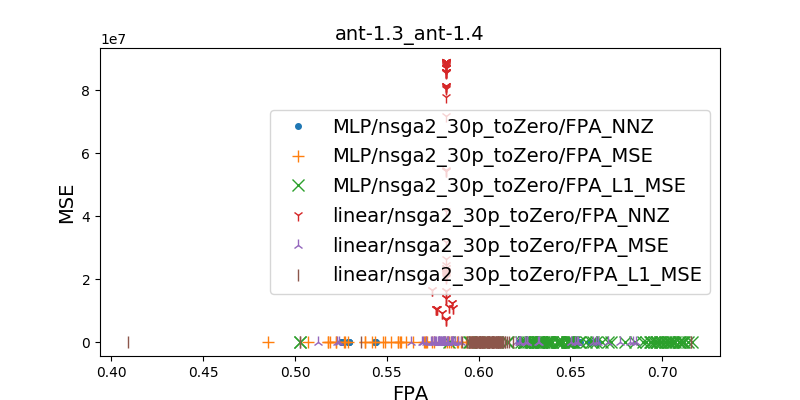 ant-1.3_ant-1.4
1e7
MSE
8
6
4
2
0
MLP/nsga2_30p_toZero/FPA_NNZ
MLP/nsga2_30p_toZero/FPA_MSE
MLP/nsga2_30p_toZero/FPA_L1_MSE
linear/nsga2_30p_toZero/FPA_NNZ
linear/nsga2_30p_toZero/FPA_MSE
linear/nsga2_30p_toZero/FPA_L1_MSE
0.40 0.45 0.50 0.55 0.60 0.65 0.70
FPA